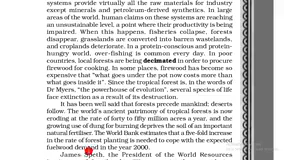 systems provide virtually all the raw materials for industry
except minerals and petroleum-derived synthetics. In large
areas of the world, human claims on these systems are reaching
an unsustainable level, a point where their productivity is being
impaired. When this happens, fisheries collapse, forests
disappear, grasslands are converted into barren wastelands,
and croplands deteriorate. In a protein-conscious and protein-
hungry world, over-fishing is common every day. In poor
countries, local forests are being decimated in order to procure
firewood for cooking. In some places, firewood has become so
expensive that "what goes under the pot now costs more than
what goes inside it". Since the tropical forest is, in the words of
Dr Myers, "the powerhouse of evolution", several species of life
face extinction as a result of its destruction.
It has been well said that forests precede mankind; deserts
follow. The world's ancient patrimony of tropical forests is now
eroding at the rate of forty to fifty million acres a year, and the
growing use of dung for burning deprives the soil of an important
natural fertiliser. The World Bank estimates that a five-fold increase
in the rate of forest planting is needed to cope with the expected
fuelwood demand in the year 2000.
James Speth, the President of the World Resources